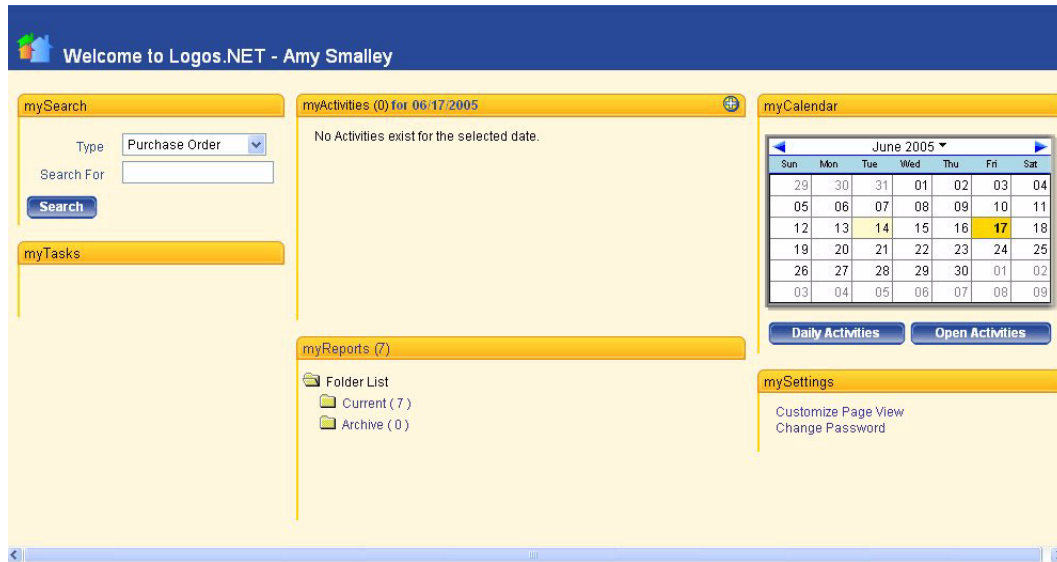 Welcome to Logos.NET - Amy Smalley
mySearch
Type Purchase Order
Search For
Search
myTasks
myActivities (0) for 06/17/2005
No Activities exist for the selected date.
myReports (7)
Folder List
Current ( 7 )
Archive ( 0 )
myCalendar
June 2005
Sun Mon Tue Wed Thu Fri Sat
29 30 31 01 02 03 04
05 06 07 08 09 10 11
12 13 14 15 16 17 18
19 20 21 22 23 24 25
26 27 28 29 30 01 02
03 04 05 06 07 08 09
Daily Activities Open Activities
mySettings
Customize Page View
Change Password